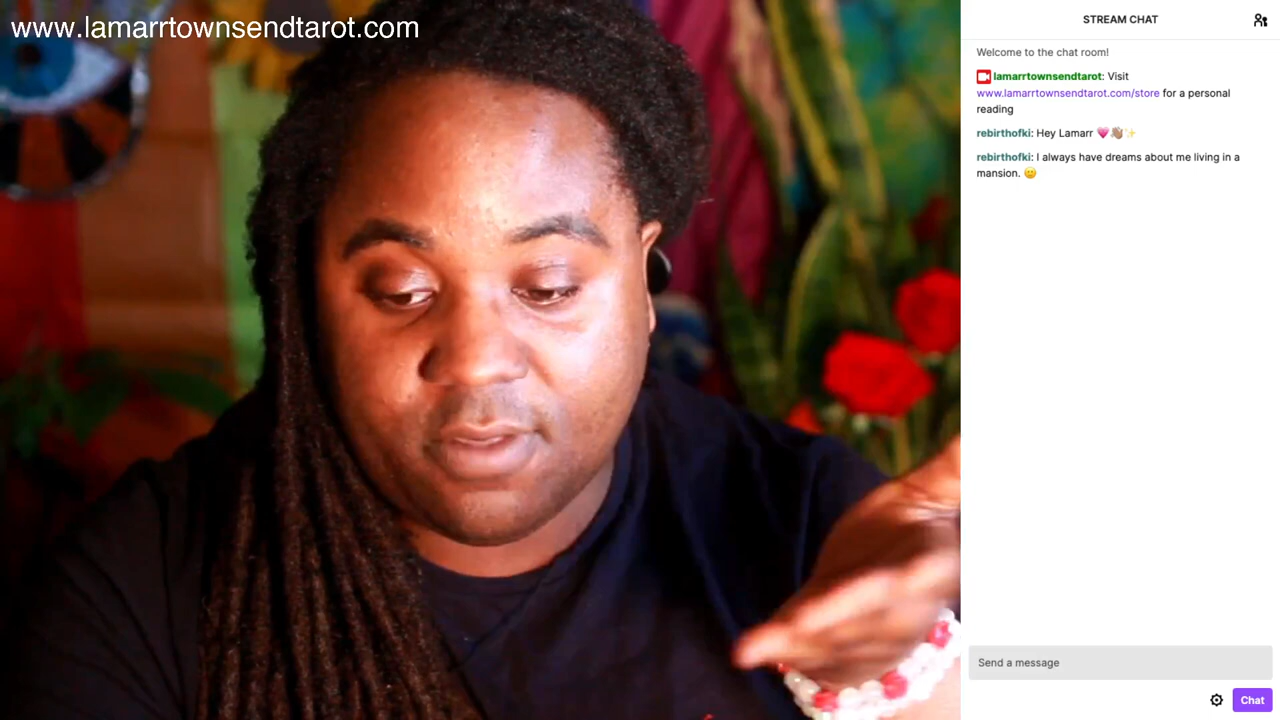 www.lamarrtownsendtarot.com
STREAM CHAT
Welcome to the chat room!
lamarrtownsendtarot: Visit
www.lamarrtownsendtarot.com/store for a personal
reading
rebirthofki: Hey Lamarr 💗👋🏽✨
rebirthofki: I always have dreams about me living in a
mansion. 🙂
Send a message
Chat